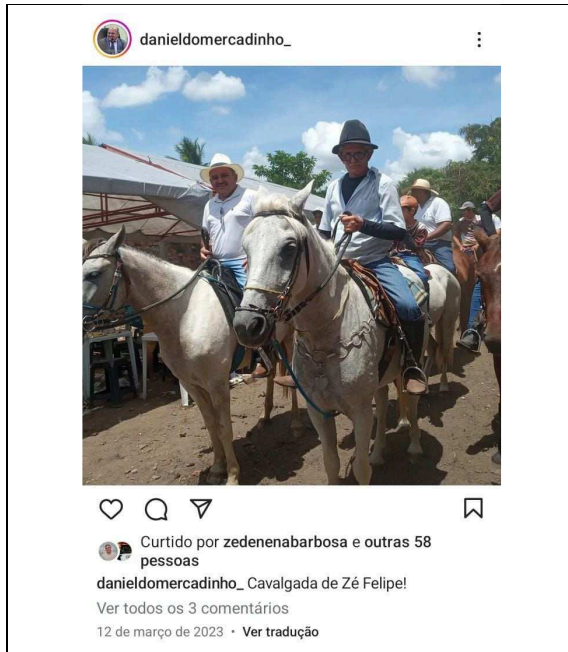 danieldomercadinho_
Curtido por zedenenabarbosa e outras 58
pessoas
danieldomercadinho_ Cavalgada de Zé Felipe!
Ver todos os 3 comentários
12 de março de 2023 • Ver tradução